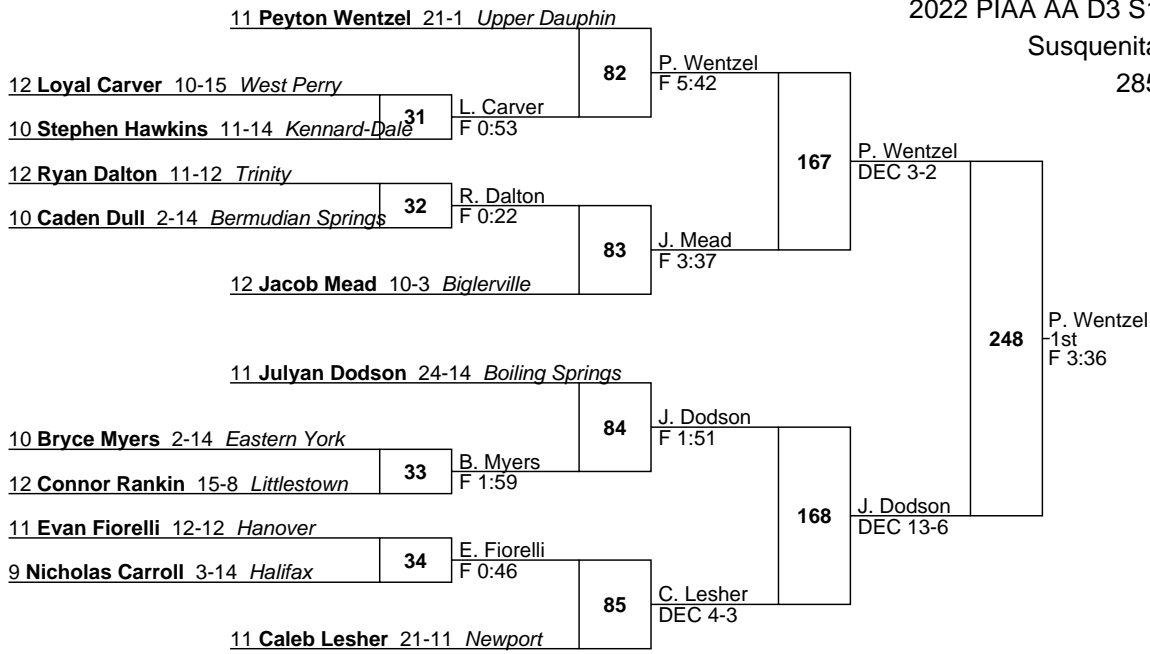 2022 PIAA AA D3 S1
Susquenita
285
11 Peyton Wentzel 21-1 Upper Dauphin
82
P. Wentzel
F 5:42
12 Loyal Carver 10-15 West Perry
31
L. Carver
F 0:53
10 Stephen Hawkins 11-14 Kennard-Dale
167
P. Wentzel
DEC 3-2
12 Ryan Dalton 11-12 Trinity
32
R. Dalton
F 0:22
10 Caden Dull 2-14 Bermudian Springs
83
J. Mead
F 3:37
12 Jacob Mead 10-3 Biglerville
248
P. Wentzel
1st
F 3:36
11 Julyan Dodson 24-14 Boiling Springs
84
J. Dodson
F 1:51
10 Bryce Myers 2-14 Eastern York
33
B. Myers
F 1:59
12 Connor Rankin 15-8 Littlestown
168
J. Dodson
DEC 13-6
11 Evan Fiorelli 12-12 Hanover
34
E. Fiorelli
F 0:46
9 Nicholas Carroll 3-14 Halifax
85
C. Lesher
DEC 4-3
11 Caleb Lesher 21-11 Newport